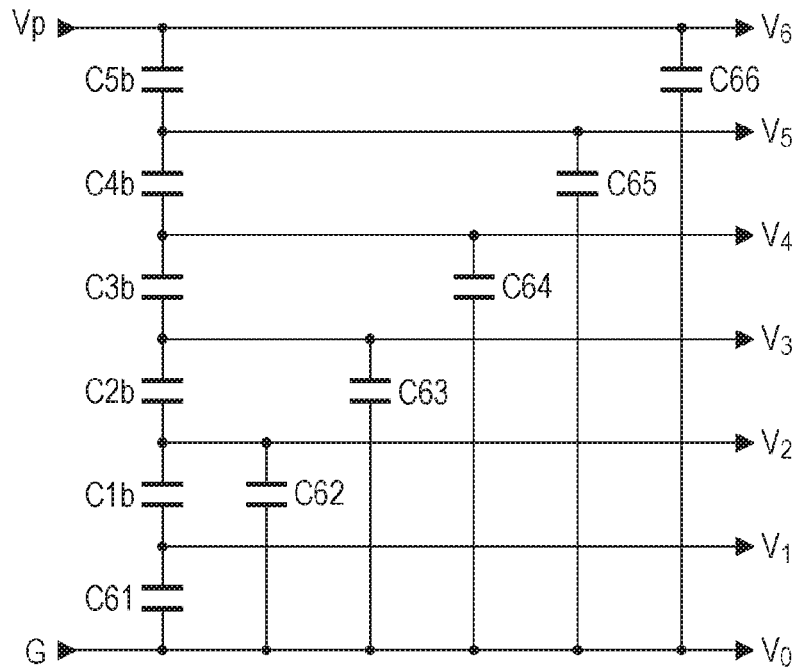 Vp V₆
C5b C66
V₅
C4b C65
V₄
C3b C64
V₃
C2b C63
V₂
C1b C62
V₁
C61
G V₀